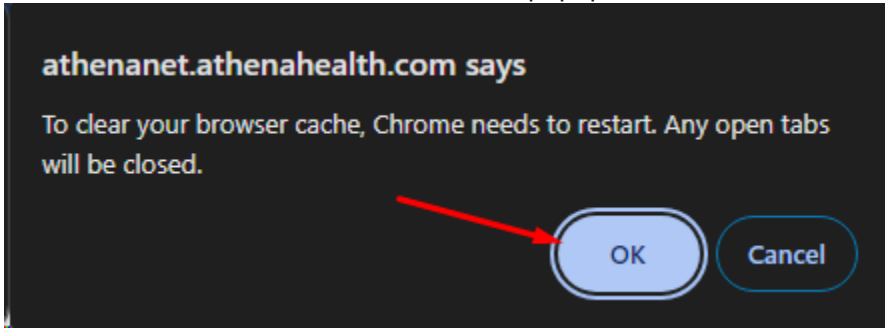 athenanet.athenahealth.com says
To clear your browser cache, Chrome needs to restart. Any open tabs
will be closed.
OK
Cancel